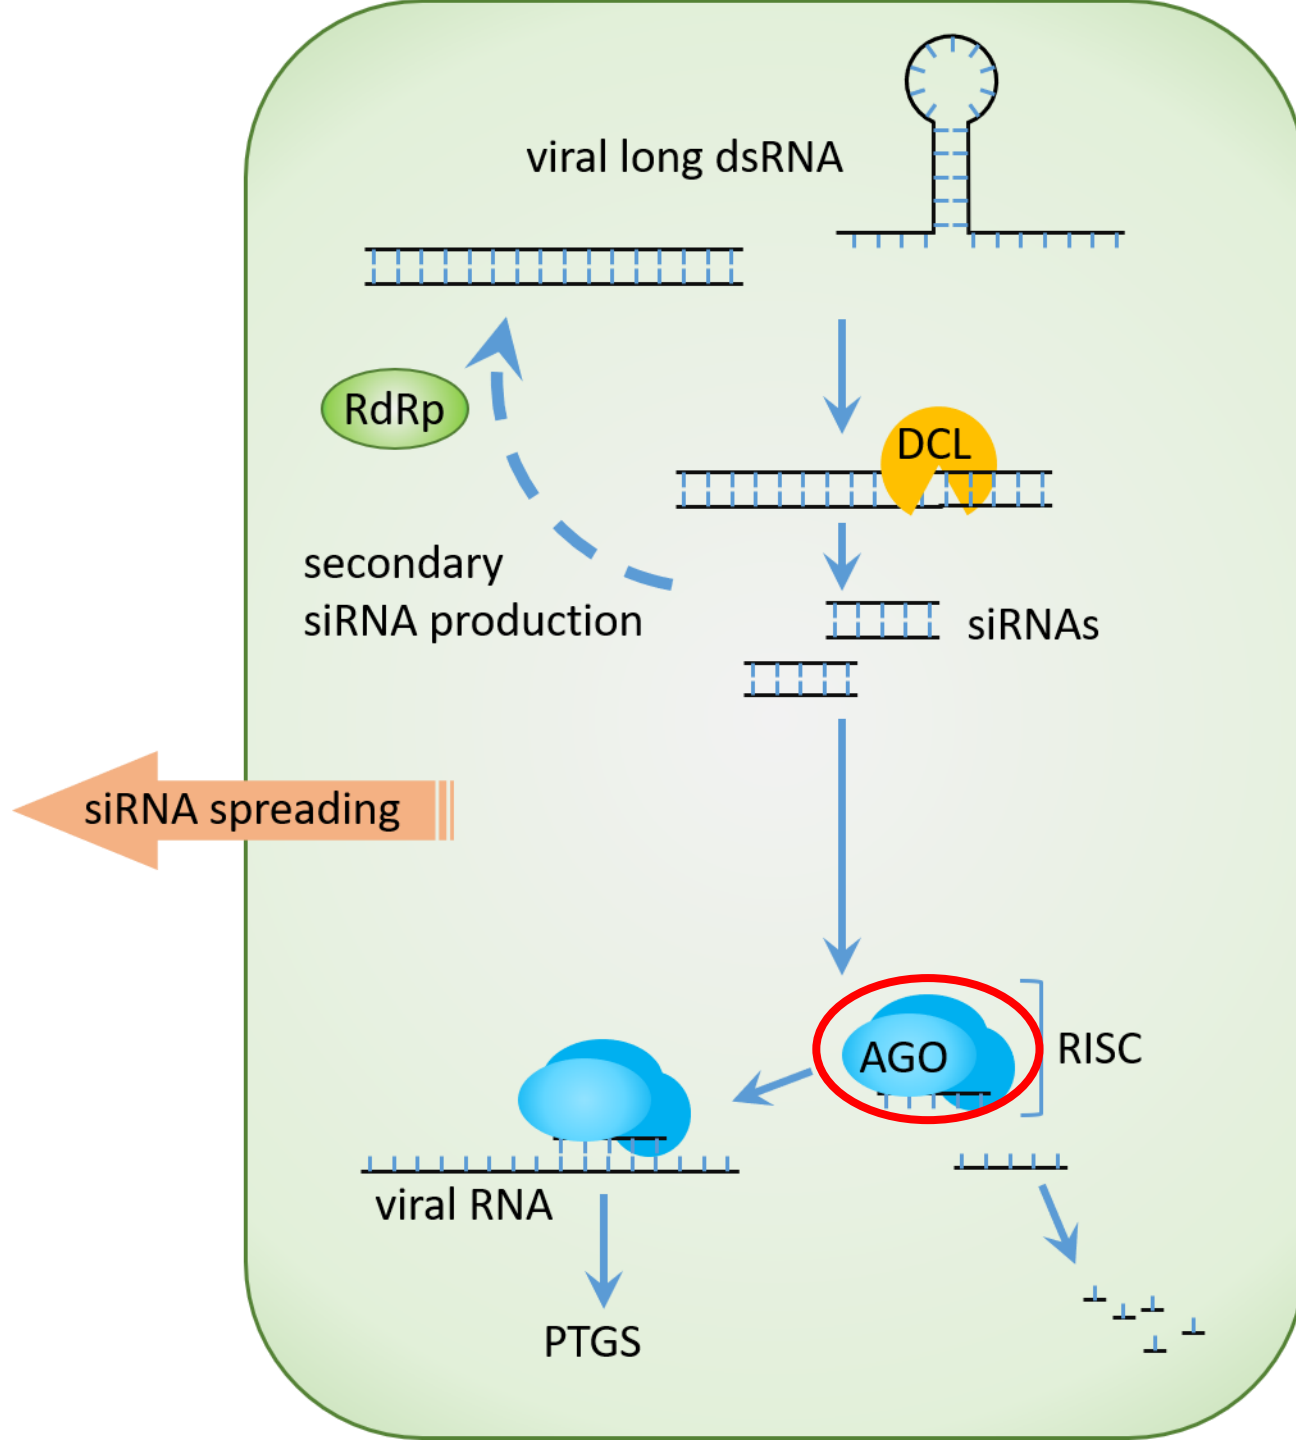 viral long dsRNA
RdRp
DCL
secondary
siRNA production
siRNAs
siRNA spreading
AGO
RISC
viral RNA
PTGS